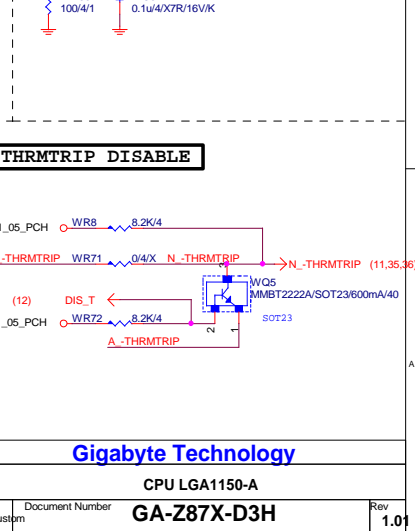 100/4/1
0.1u/4/X7R/16V/K
THRMTRIP DISABLE
_05_PCH WR8 8.2K/4
-THRMTRIP WR71 0/4/X N_-THRMTRIP N_-THRMTRIP (11,35,36)
3
WQ5
MMBT2222A/SOT23/600mA/40
(12) DIS_T
SOT23
_05_PCH WR72 8.2K/4
2 1
A_-THRMTRIP
A
Gigabyte Technology
CPU LGA1150-A
Document Number Rev
ustom GA-Z87X-D3H 1.01